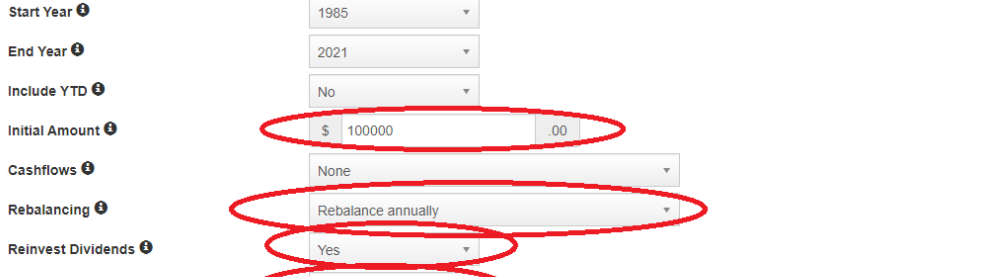 Start Year 1985
End Year 2021
Include YTD No
Initial Amount $ 100000 .00
Cashflows None
Rebalancing Rebalance annually
Reinvest Dividends Yes